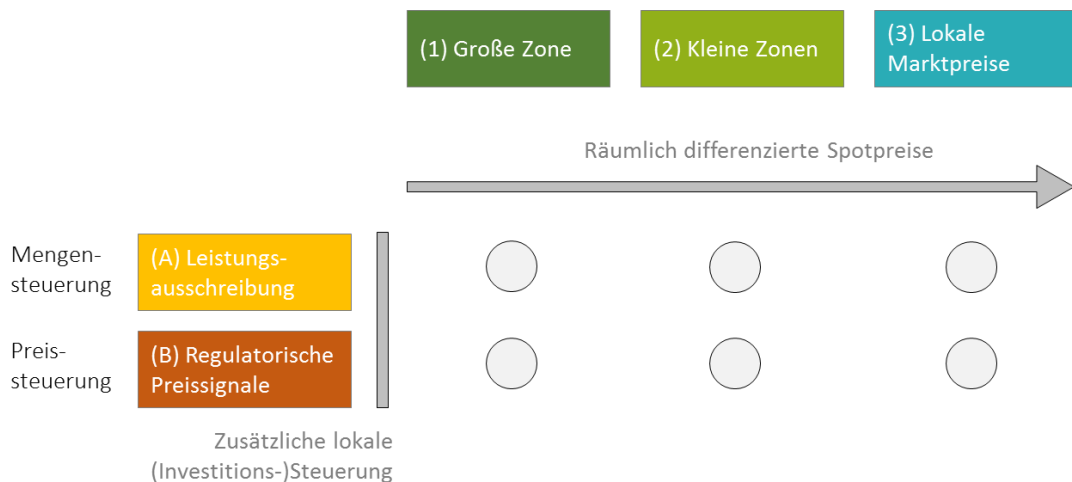 (1) Große Zone
(2) Kleine Zonen
(3) Lokale
Marktpreise
Räumlich differenzierte Spotpreise
Mengen-
steuerung
(A) Leistungs-
ausschreibung
Preis-
steuerung
(B) Regulatorische
Preissignale
Zusätzliche lokale
(Investitions-)Steuerung